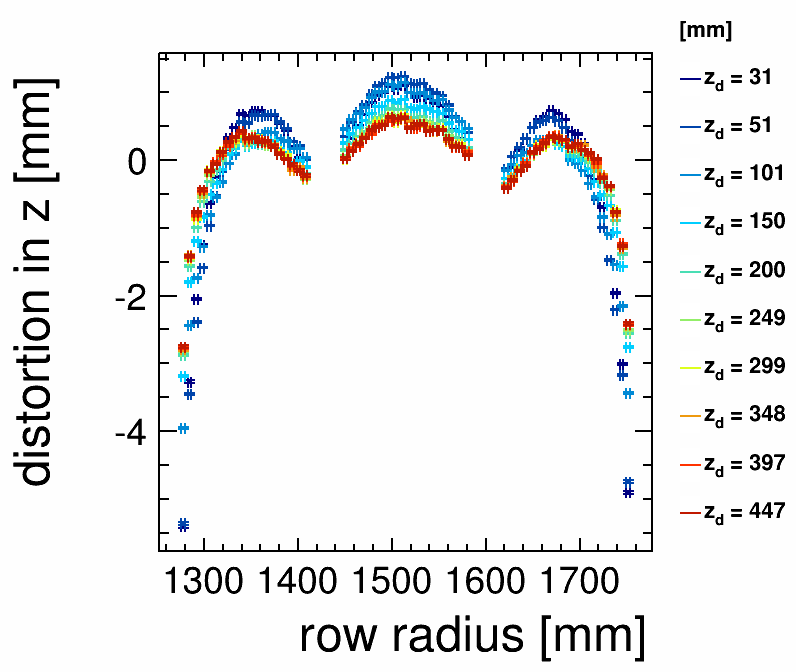 [mm]
z_d = 31
z_d = 51
z_d = 101
z_d = 150
z_d = 200
z_d = 249
z_d = 299
z_d = 348
z_d = 397
z_d = 447
distortion in z [mm]
0
-2
-4
1300 1400 1500 1600 1700
row radius [mm]